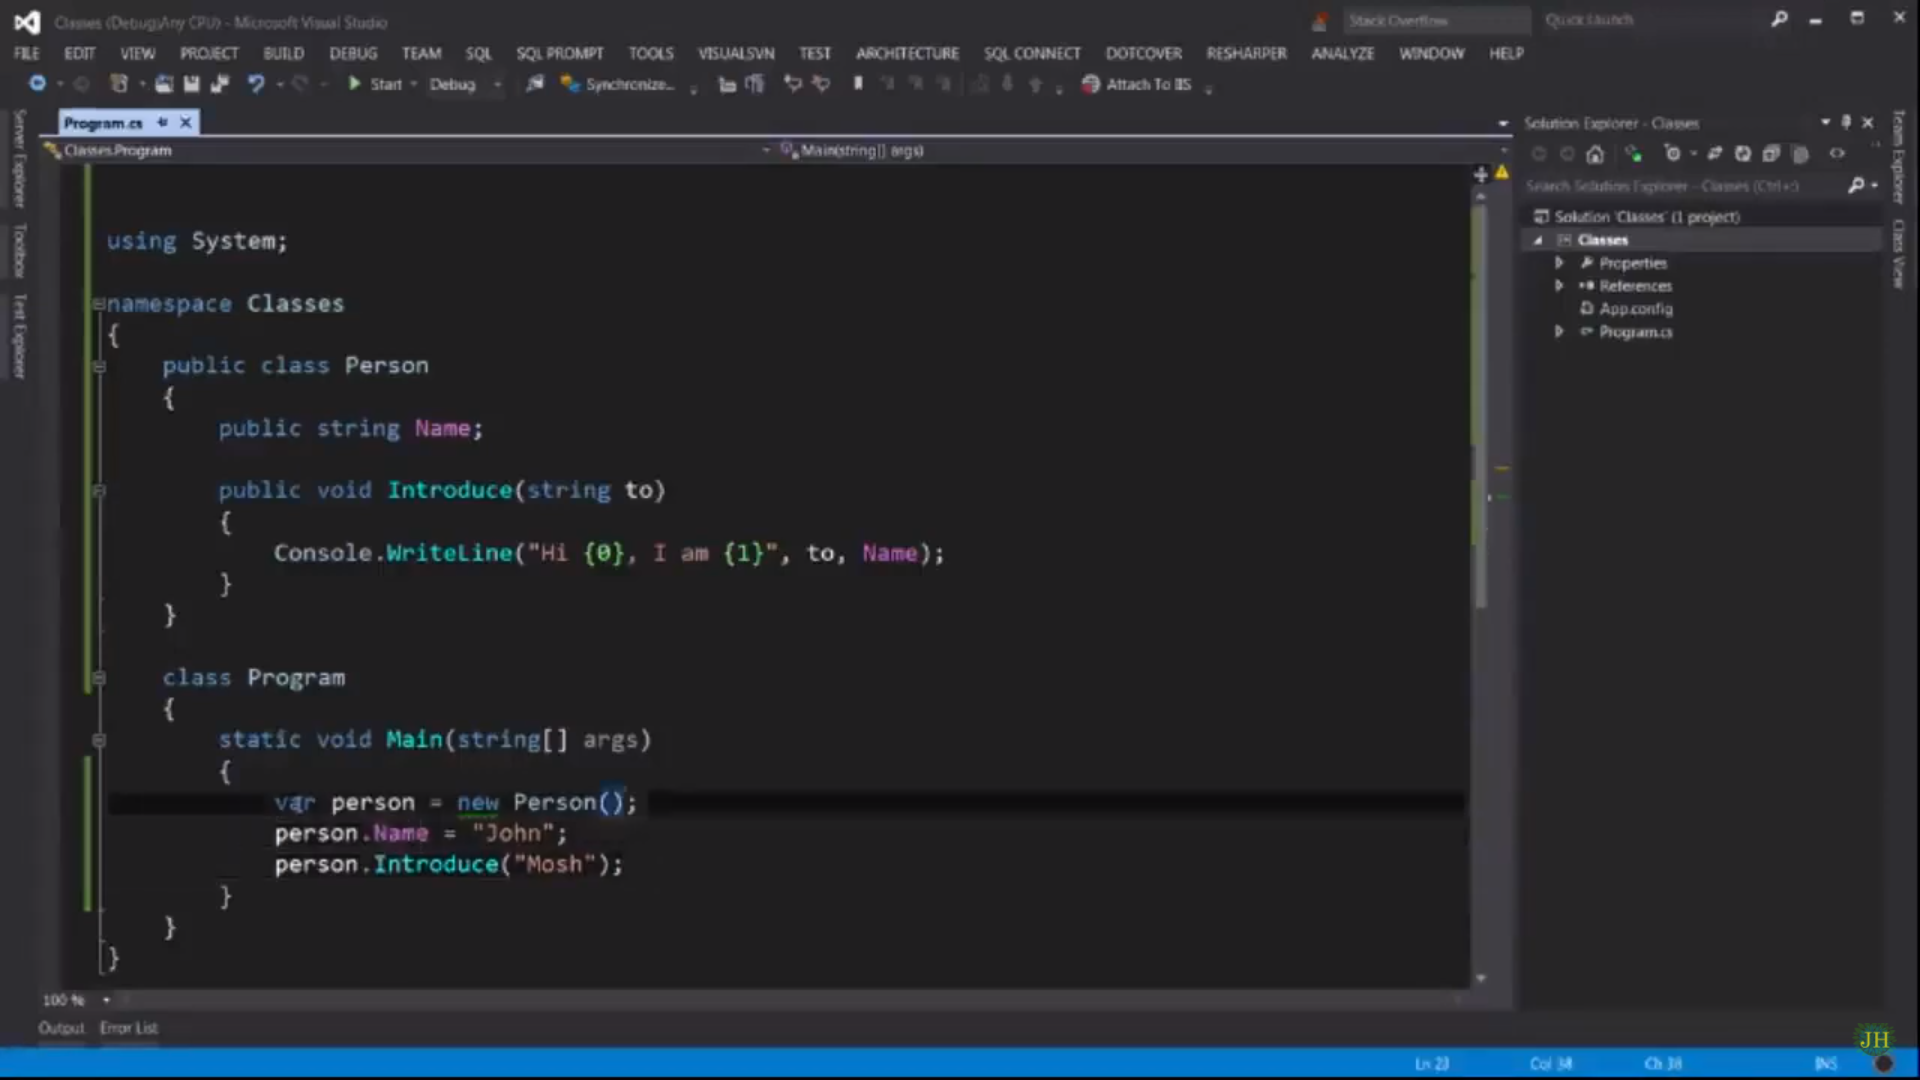 Classes (Debug|Any CPU) - Microsoft Visual Studio
Stack Overflow
Quick Launch
FILE EDIT VIEW PROJECT BUILD DEBUG TEAM SQL SQL PROMPT TOOLS VISUALSVN TEST ARCHITECTURE SQL CONNECT DOTCOVER RESHARPER ANALYZE WINDOW HELP
Start Debug Synchronize... Attach To IIS
Server Explorer
Toolbox
Test Explorer
Program.cs
Classes.Program
Main(string[] args)
using System;
namespace Classes
{
public class Person
{
public string Name;
public void Introduce(string to)
{
Console.WriteLine("Hi {0}, I am {1}", to, Name);
}
}
class Program
{
static void Main(string[] args)
{
var person = new Person();
person.Name = "John";
person.Introduce("Mosh");
}
}
}
100 %
Output Error List
Solution Explorer - Classes
Search Solution Explorer - Classes (Ctrl+;)
Solution 'Classes' (1 project)
Classes
Properties
References
App.config
Program.cs
Team Explorer
Class View
Ln 23 Col 38 Ch 38 INS
JH